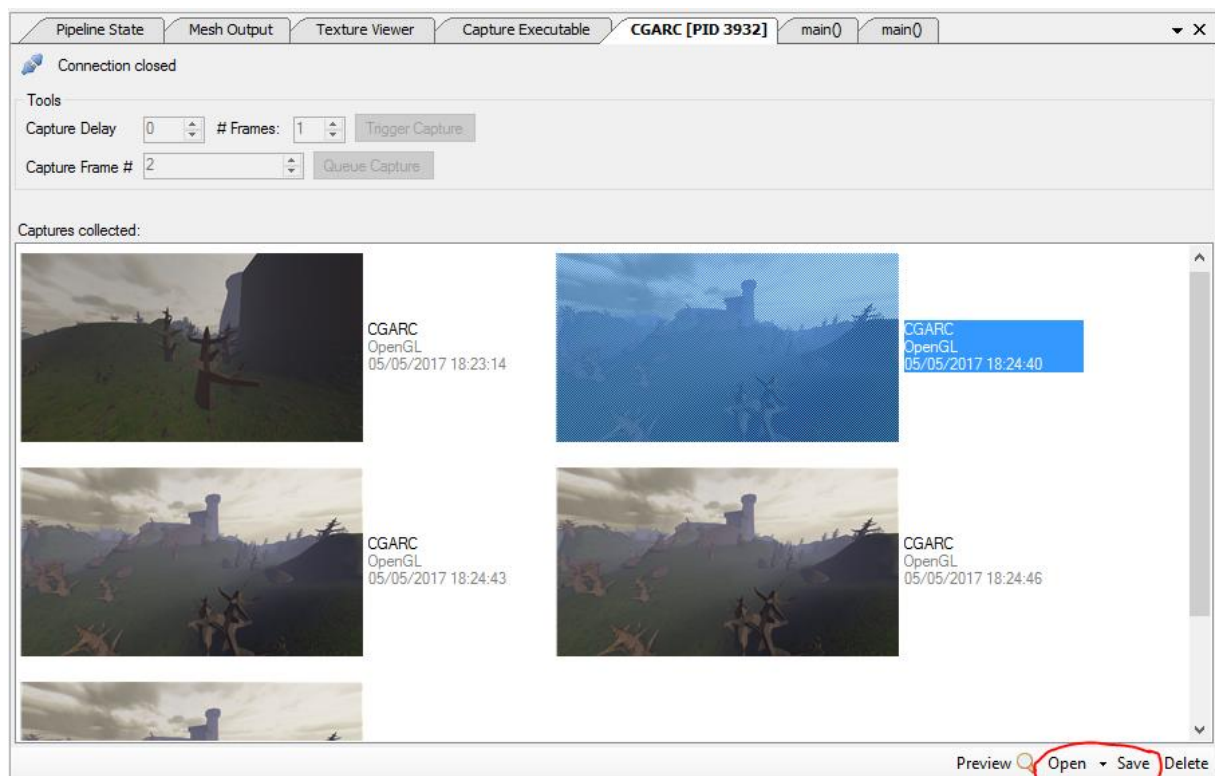 Pipeline State Mesh Output Texture Viewer Capture Executable CGARC [PID 3932] main() main()
Connection closed
Tools
Capture Delay 0 # Frames: 1 Trigger Capture
Capture Frame # 2 Queue Capture
Captures collected:
CGARC
OpenGL
05/05/2017 18:23:14
CGARC
OpenGL
05/05/2017 18:24:40
CGARC
OpenGL
05/05/2017 18:24:43
CGARC
OpenGL
05/05/2017 18:24:46
Preview Open Save Delete